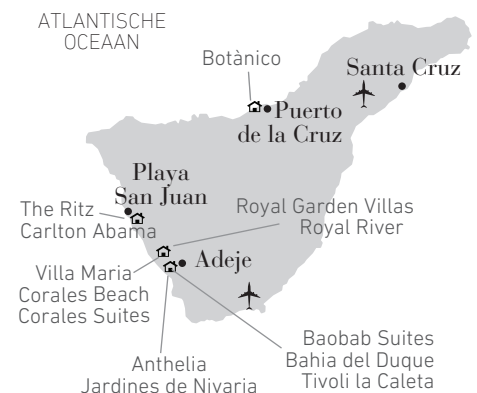 ATLANTISCHE
OCEAAN
Botànico
Santa Cruz
Puerto
de la Cruz
Playa
San Juan
The Ritz
Carlton Abama
Royal Garden Villas
Royal River
Adeje
Villa Maria
Corales Beach
Corales Suites
Baobab Suites
Bahia del Duque
Tivoli la Caleta
Anthelia
Jardines de Nivaria